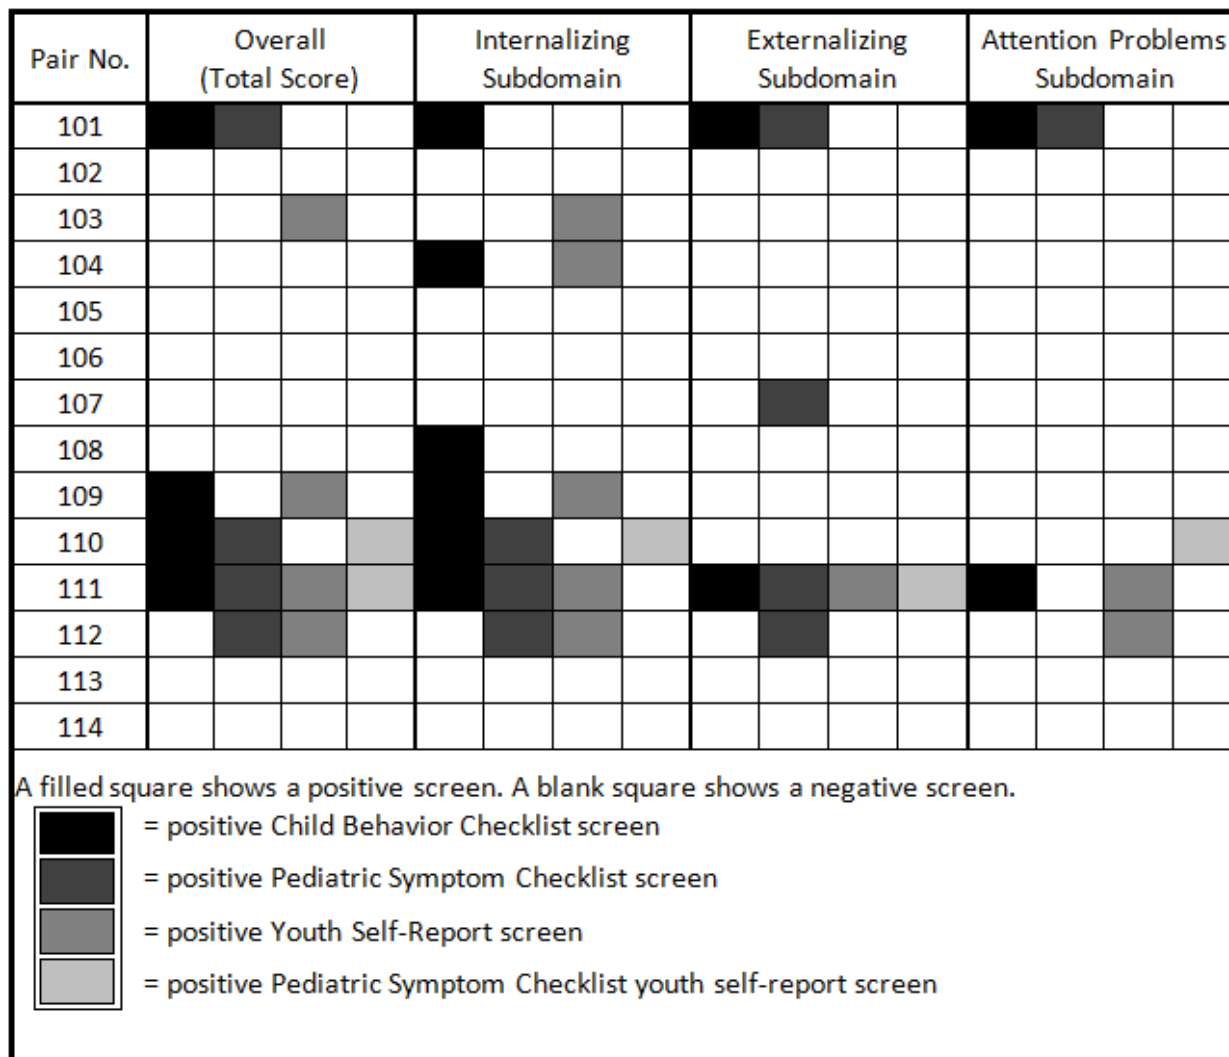 Pair No.
Overall
(Total Score)
Internalizing
Subdomain
Externalizing
Subdomain
Attention Problems
Subdomain
101
102
103
104
105
106
107
108
109
110
111
112
113
114
A filled square shows a positive screen. A blank square shows a negative screen.
= positive Child Behavior Checklist screen
= positive Pediatric Symptom Checklist screen
= positive Youth Self-Report screen
= positive Pediatric Symptom Checklist youth self-report screen